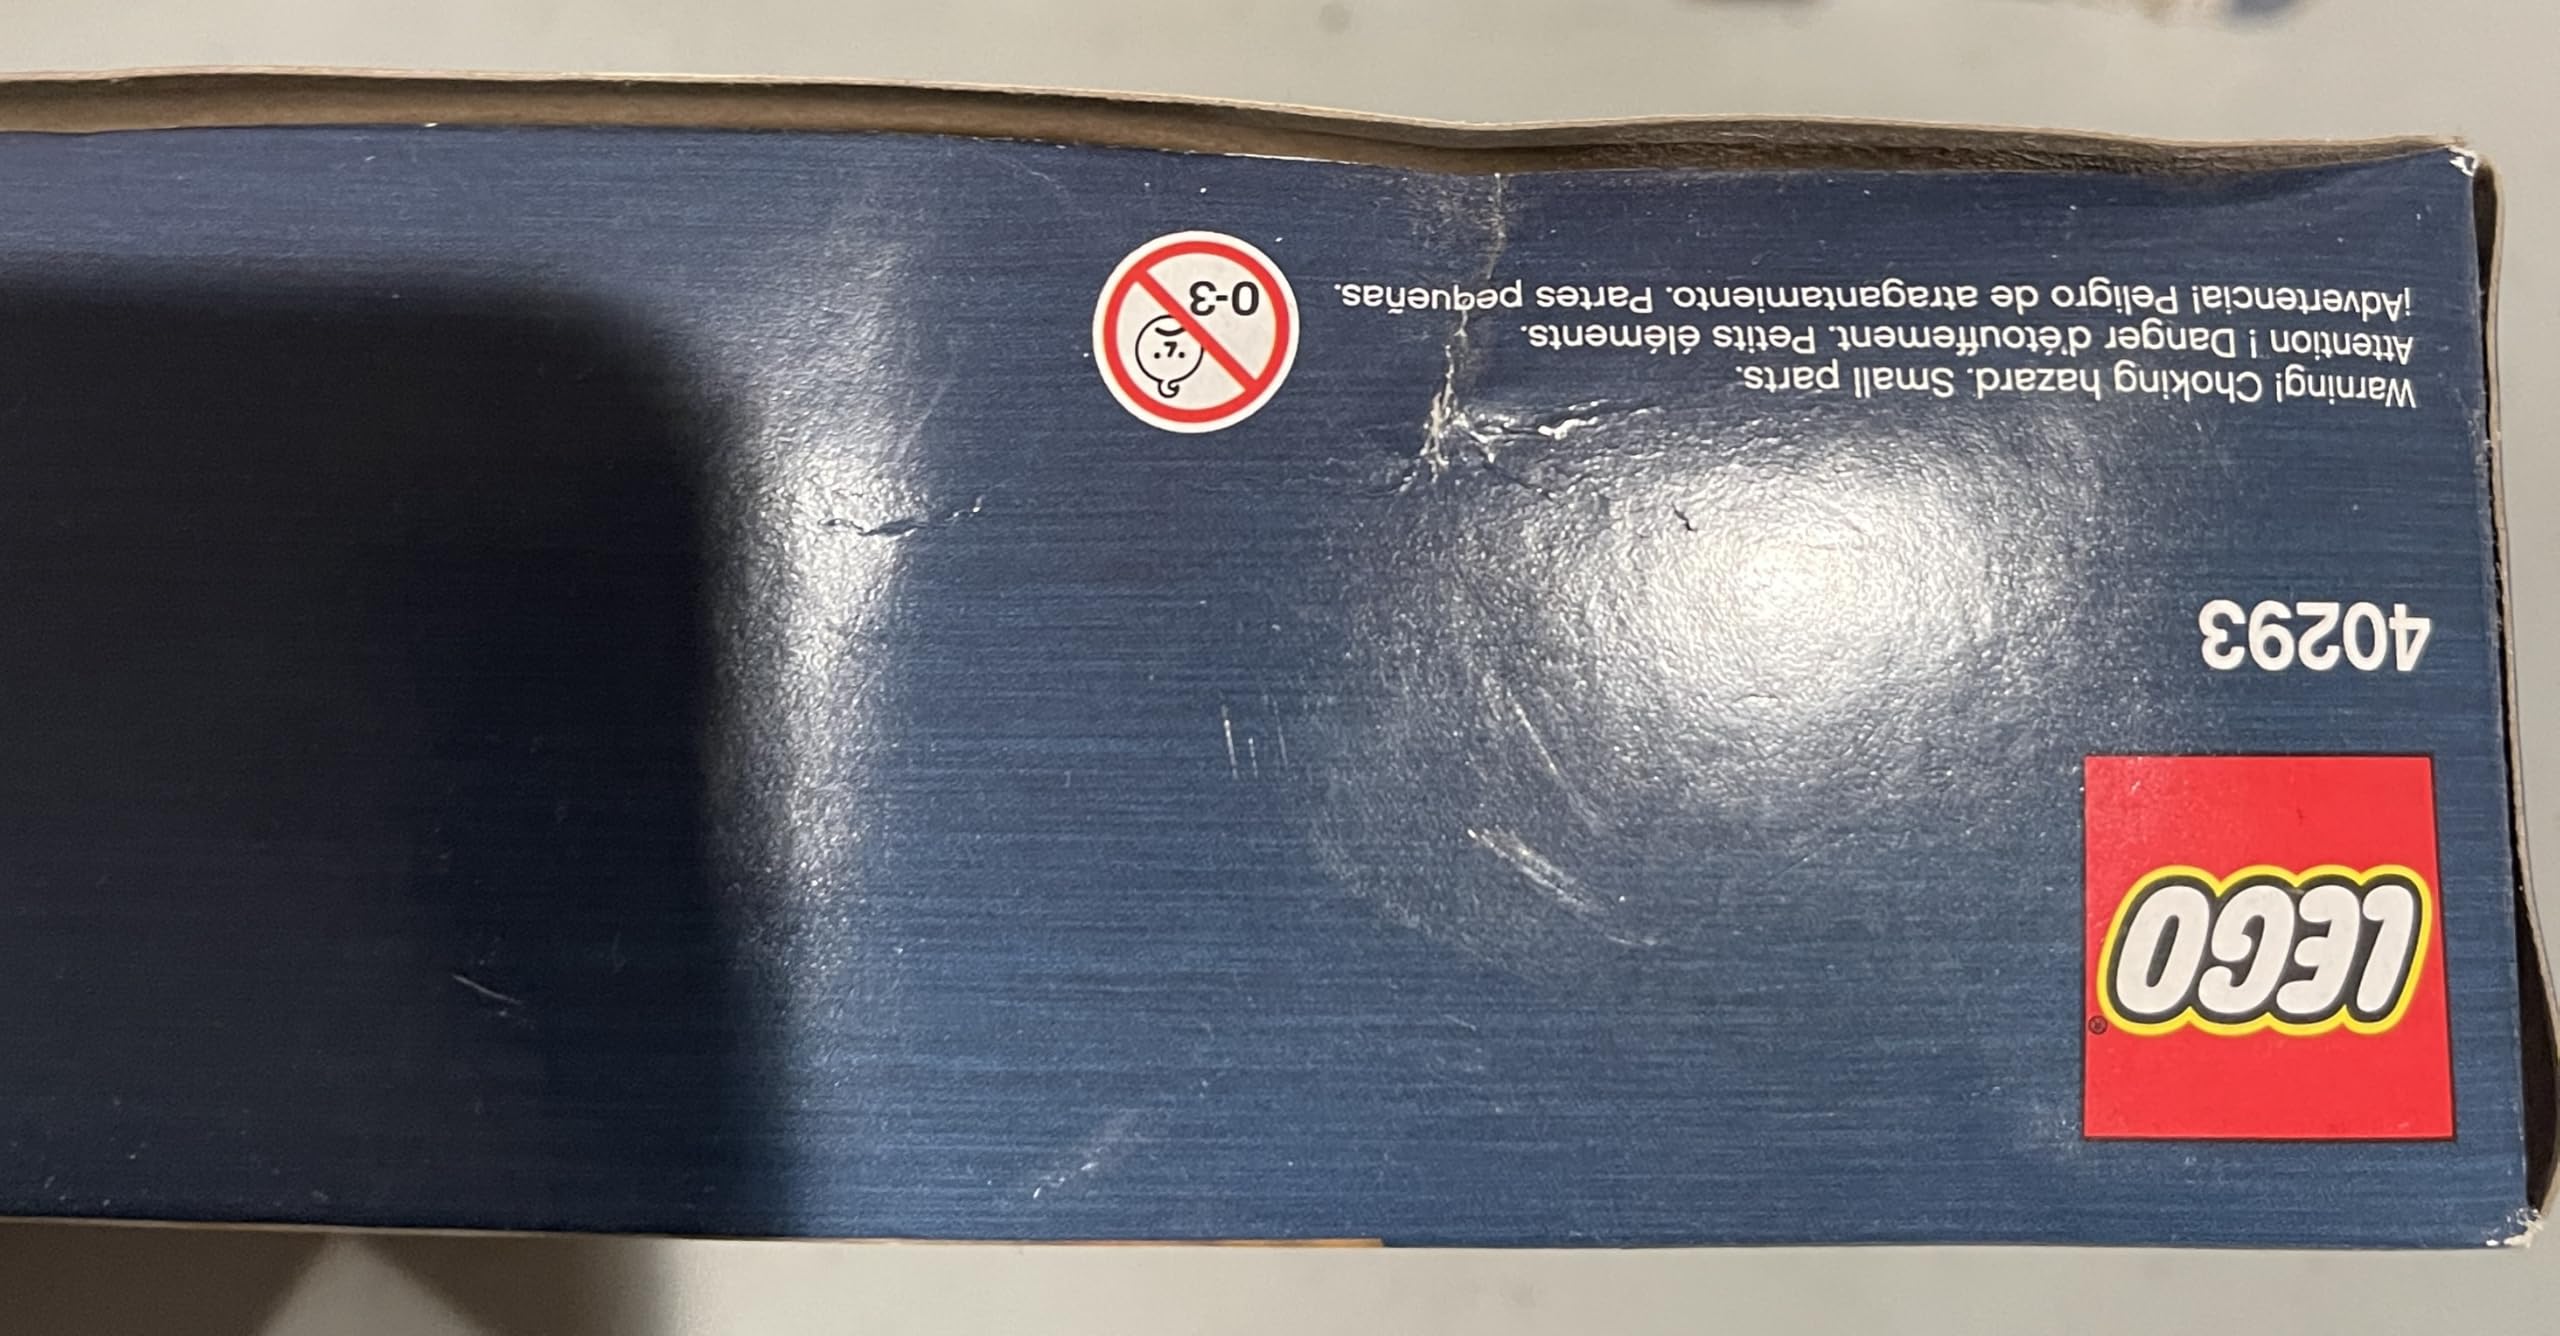 LEGO®
40293
Warning! Choking hazard. Small parts.
Attention ! Danger d'étouffement. Petits éléments.
¡Advertencia! Peligro de atragantamiento. Partes pequeñas.
0-3